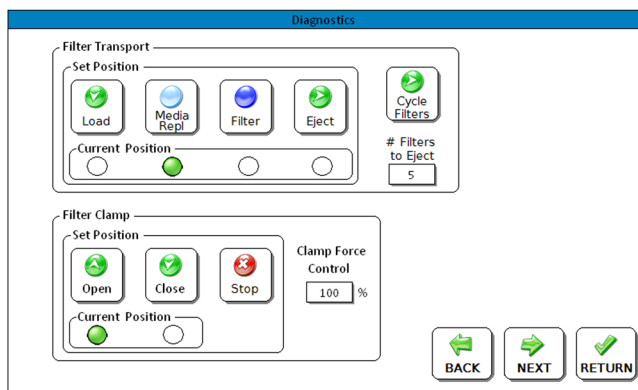 Diagnostics
Filter Transport
Set Position
Load
Media
Repl
Filter
Eject
Cycle
Filters
Current Position
# Filters
to Eject
5
Filter Clamp
Set Position
Open
Close
Stop
Clamp Force
Control
100 %
Current Position
BACK
NEXT
RETURN